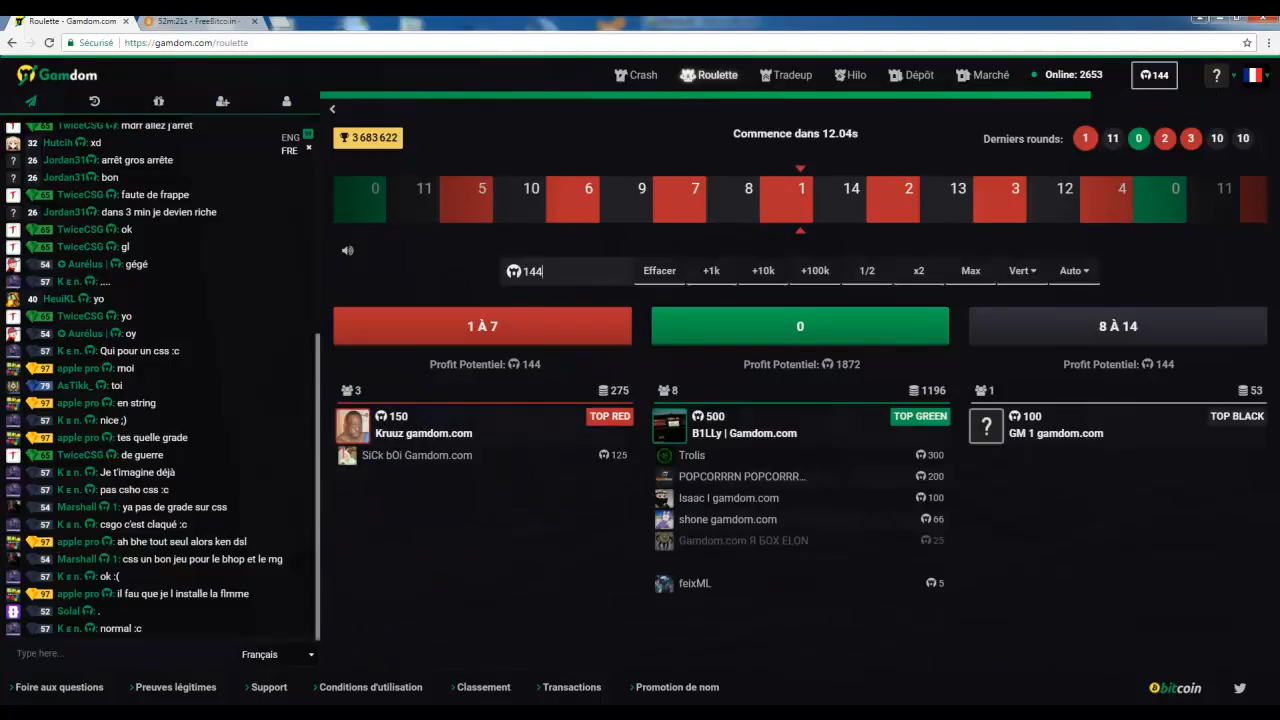 Roulette - Gamdom.com
52m:21s - FreeBitco.in -
Sécurisé
https://gamdom.com/roulette
Gamdom
Crash
Roulette
Tradeup
Hilo
Dépôt
Marché
Online: 2653
144
?
ENG
FRE
65 TwiceCSG: mdrr allez j'arret
32 Hutcih: xd
? 26 Jordan31: arrêt gros arrête
? 26 Jordan31: bon
T 65 TwiceCSG: faute de frappe
? 26 Jordan31: dans 3 min je devien riche
T 65 TwiceCSG: ok
T 65 TwiceCSG: gl
54 ✪ Aurélus |: gégé
57 K ε n.: ....
40 HeuiKL: yo
T 65 TwiceCSG: yo
54 ✪ Aurélus |: oy
57 K ε n.: Qui pour un css :c
97 apple pro: moi
79 AsTikk_: toi
97 apple pro: en string
57 K ε n.: nice ;)
97 apple pro: tes quelle grade
T 65 TwiceCSG: de guerre
57 K ε n.: Je t'imagine déjà
57 K ε n.: pas csho css :c
54 Marshall 1: ya pas de grade sur css
57 K ε n.: csgo c'est claqué :c
97 apple pro: ah bhe tout seul alors ken dsl
54 Marshall 1: css un bon jeu pour le bhop et le mg
57 K ε n.: ok :(
97 apple pro: il fau que je l installe la flmme
52 Solal: .
57 K ε n.: normal :c
Type here...
Français
3 683 622
Commence dans 12.04s
Derniers rounds: 1 11 0 2 3 10 10
0 11 5 10 6 9 7 8 1 14 2 13 3 12 4 0 11
144
Effacer
+1k
+10k
+100k
1/2
x2
Max
Vert
Auto
1 À 7
Profit Potentiel: 144
3
275
150
TOP RED
Kruuz gamdom.com
SiCk bOi Gamdom.com
125
0
Profit Potentiel: 1872
8
1196
500
TOP GREEN
B1LLy | Gamdom.com
Trolis
300
POPCORRRN POPCORRR...
200
Isaac I gamdom.com
100
shone gamdom.com
66
Gamdom.com Я БОХ ELON
25
feixML
5
8 À 14
Profit Potentiel: 144
1
53
?
100
TOP BLACK
GM 1 gamdom.com
Foire aux questions
Preuves légitimes
Support
Conditions d'utilisation
Classement
Transactions
Promotion de nom
bitcoin